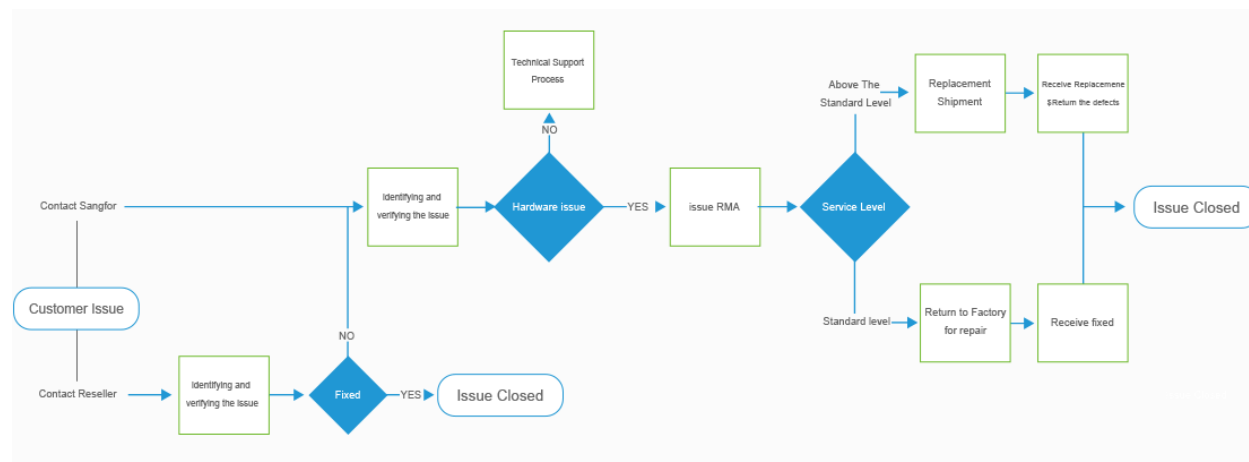 Technical Support
Process
NO
Above The
Standard Level
Replacement
Shipment
Receive Replacemene
$Return the defects
Contact Sangfor
Identifying and
verifying the issue
Hardware issue
YES
issue RMA
Service Level
Issue Closed
Customer Issue
NO
Standard level
Return to Factory
for repair
Receive fixed
Contact Reseller
Identifying and
verifying the issue
Fixed
YES
Issue Closed